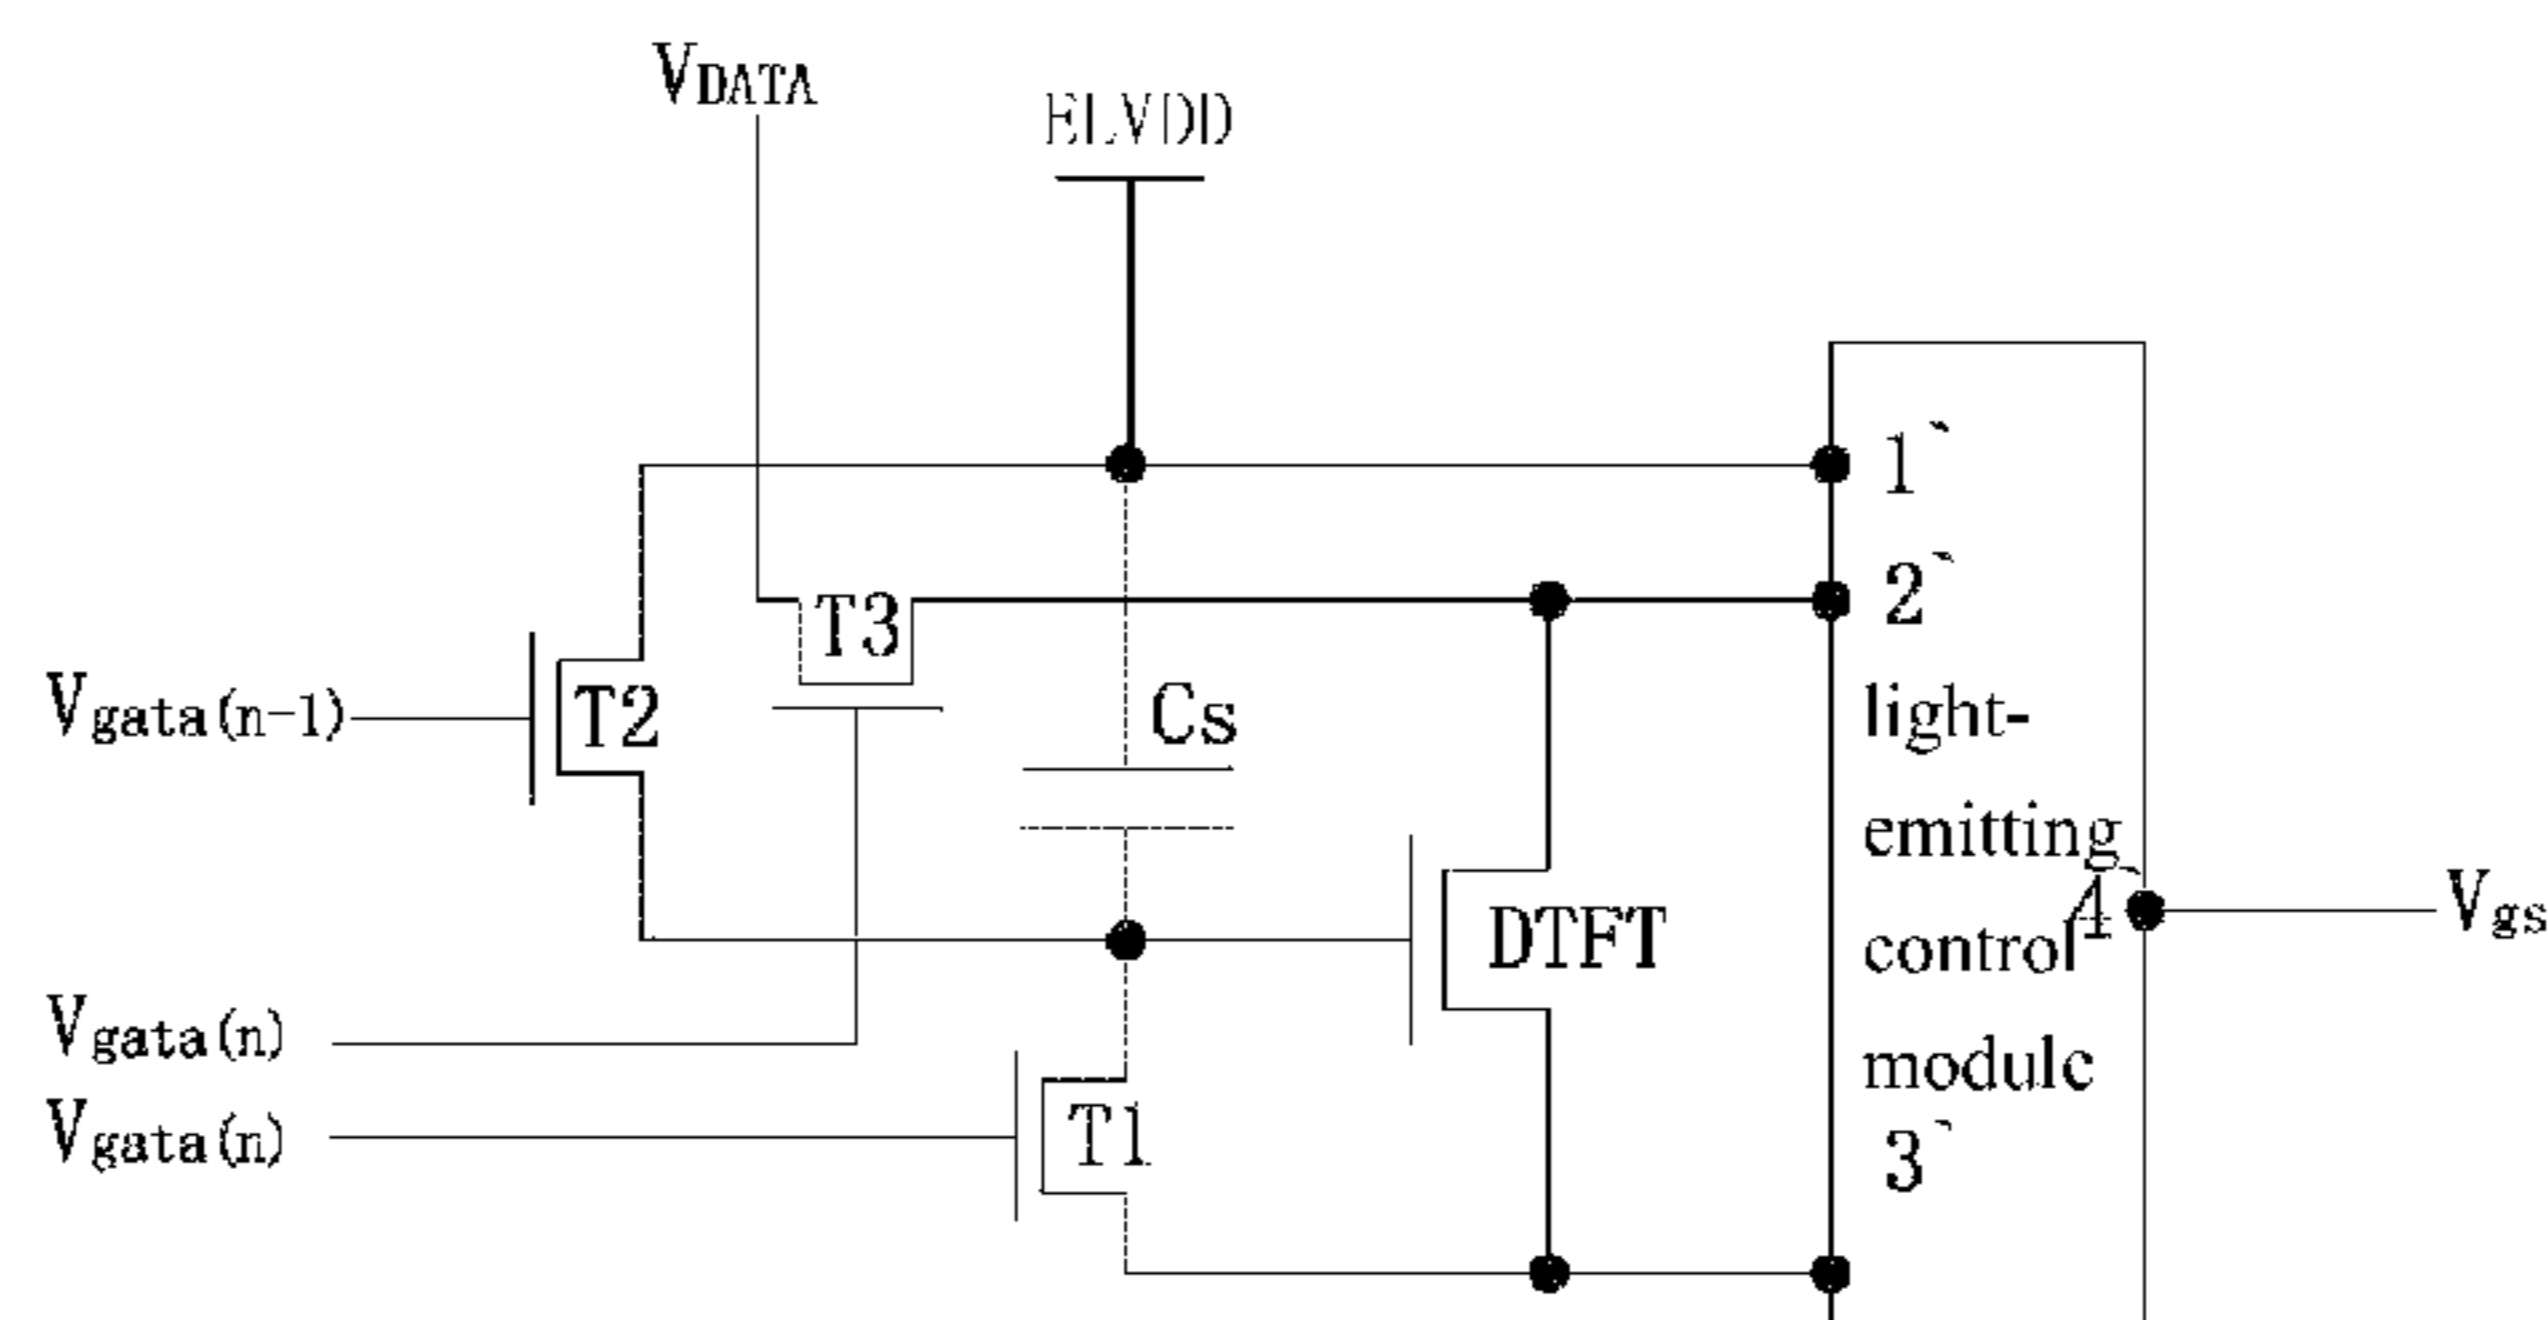 VDATA
ELVDD
1`
2`
T3
Vgata(n-1)
T2
Cs
light-
emitting
control
module
4`
Vgs
DTFT
Vgata(n)
Vgata(n)
T1
3`